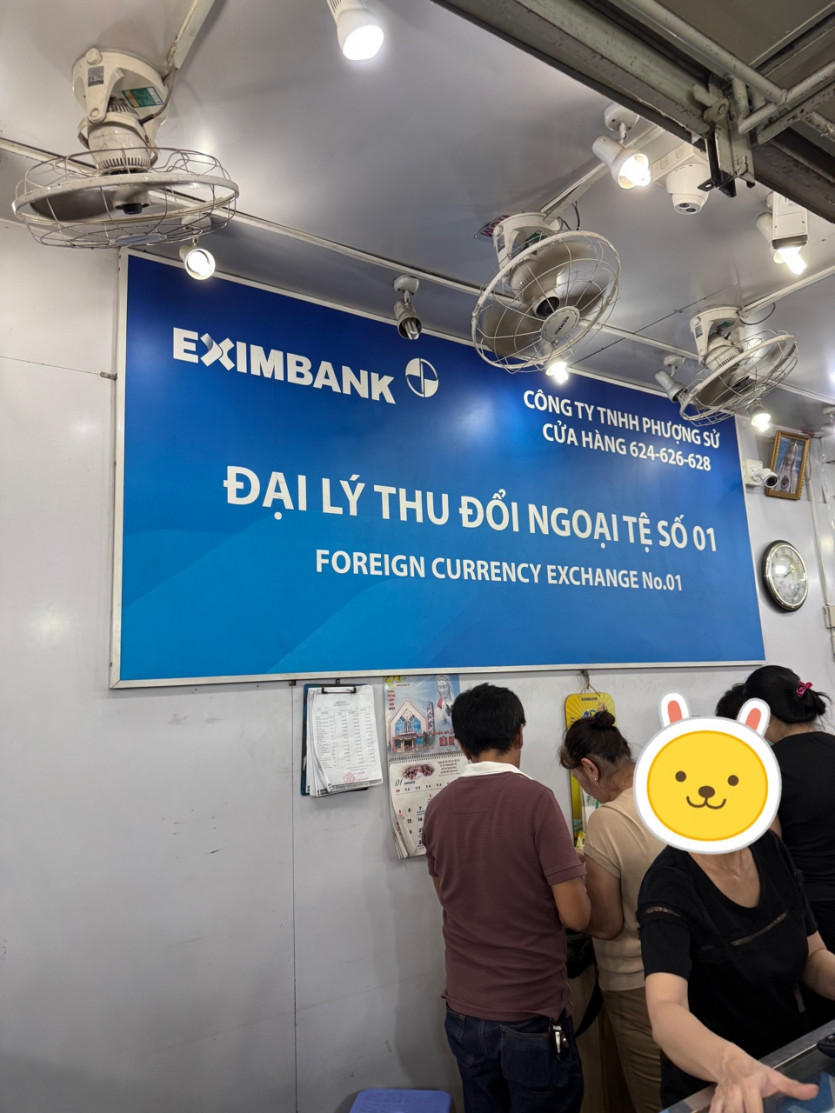 EXIMBANK
CÔNG TY TNHH PHƯỢNG SỬ
CỬA HÀNG 624-626-628
ĐẠI LÝ THU ĐỔI NGOẠI TỆ SỐ 01
FOREIGN CURRENCY EXCHANGE No.01
01